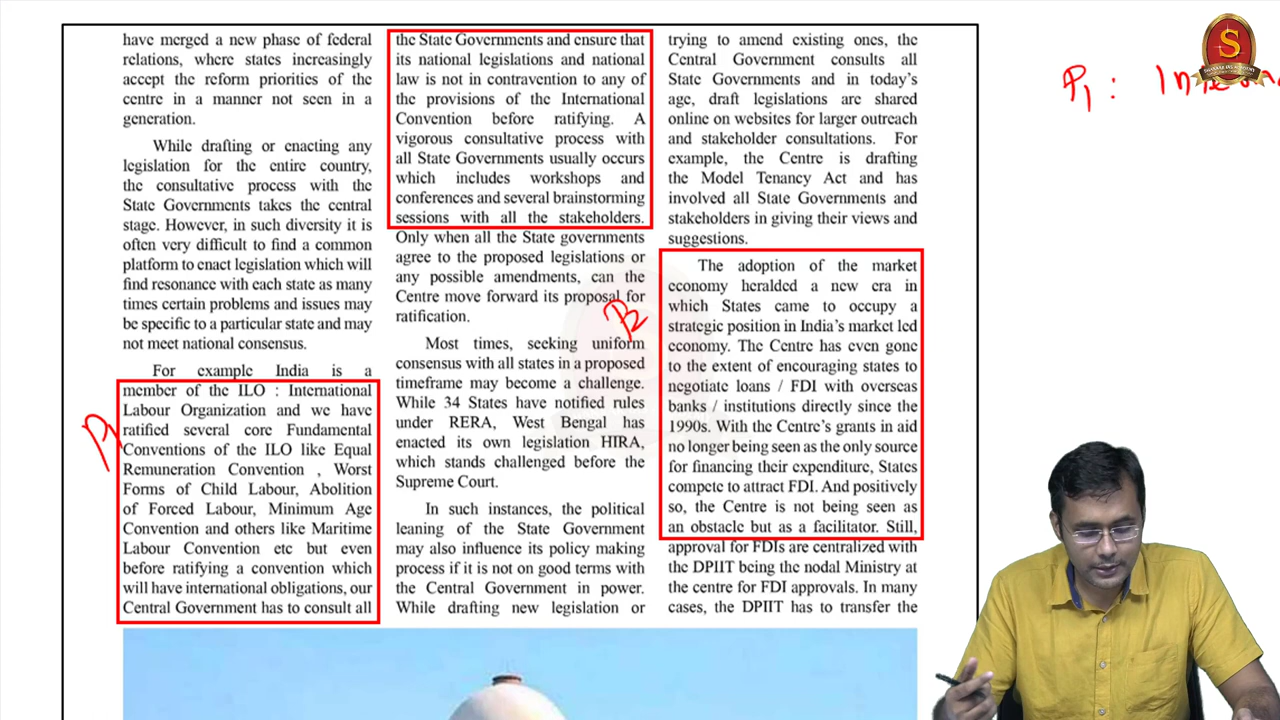 have merged a new phase of federal
relations, where states increasingly
accept the reform priorities of the
centre in a manner not seen in a
generation.
While drafting or enacting any
legislation for the entire country,
the consultative process with the
State Governments takes the central
stage. However, in such diversity it is
often very difficult to find a common
platform to enact legislation which will
find resonance with each state as many
times certain problems and issues may
be specific to a particular state and may
not meet national consensus.
For example India is a
member of the ILO : International
Labour Organization and we have
ratified several core Fundamental
Conventions of the ILO like Equal
Remuneration Convention , Worst
Forms of Child Labour, Abolition
of Forced Labour, Minimum Age
Convention and others like Maritime
Labour Convention etc but even
before ratifying a convention which
will have international obligations, our
Central Government has to consult all
P1
the State Governments and ensure that
its national legislations and national
law is not in contravention to any of
the provisions of the International
Convention before ratifying. A
vigorous consultative process with
all State Governments usually occurs
which includes workshops and
conferences and several brainstorming
sessions with all the stakeholders.
Only when all the State governments
agree to the proposed legislations or
any possible amendments, can the
Centre move forward its proposal for
ratification.
Most times, seeking uniform
consensus with all states in a proposed
timeframe may become a challenge.
While 34 States have notified rules
under RERA, West Bengal has
enacted its own legislation HIRA,
which stands challenged before the
Supreme Court.
In such instances, the political
leaning of the State Government
may also influence its policy making
process if it is not on good terms with
the Central Government in power.
While drafting new legislation or
P2
trying to amend existing ones, the
Central Government consults all
State Governments and in today's
age, draft legislations are shared
online on websites for larger outreach
and stakeholder consultations. For
example, the Centre is drafting
the Model Tenancy Act and has
involved all State Governments and
stakeholders in giving their views and
suggestions.
The adoption of the market
economy heralded a new era in
which States came to occupy a
strategic position in India's market led
economy. The Centre has even gone
to the extent of encouraging states to
negotiate loans / FDI with overseas
banks / institutions directly since the
1990s. With the Centre's grants in aid
no longer being seen as the only source
for financing their expenditure, States
compete to attract FDI. And positively
so, the Centre is not being seen as
an obstacle but as a facilitator. Still,
approval for FDIs are centralized with
the DPIIT being the nodal Ministry at
the centre for FDI approvals. In many
cases, the DPIIT has to transfer the
P1 :
S